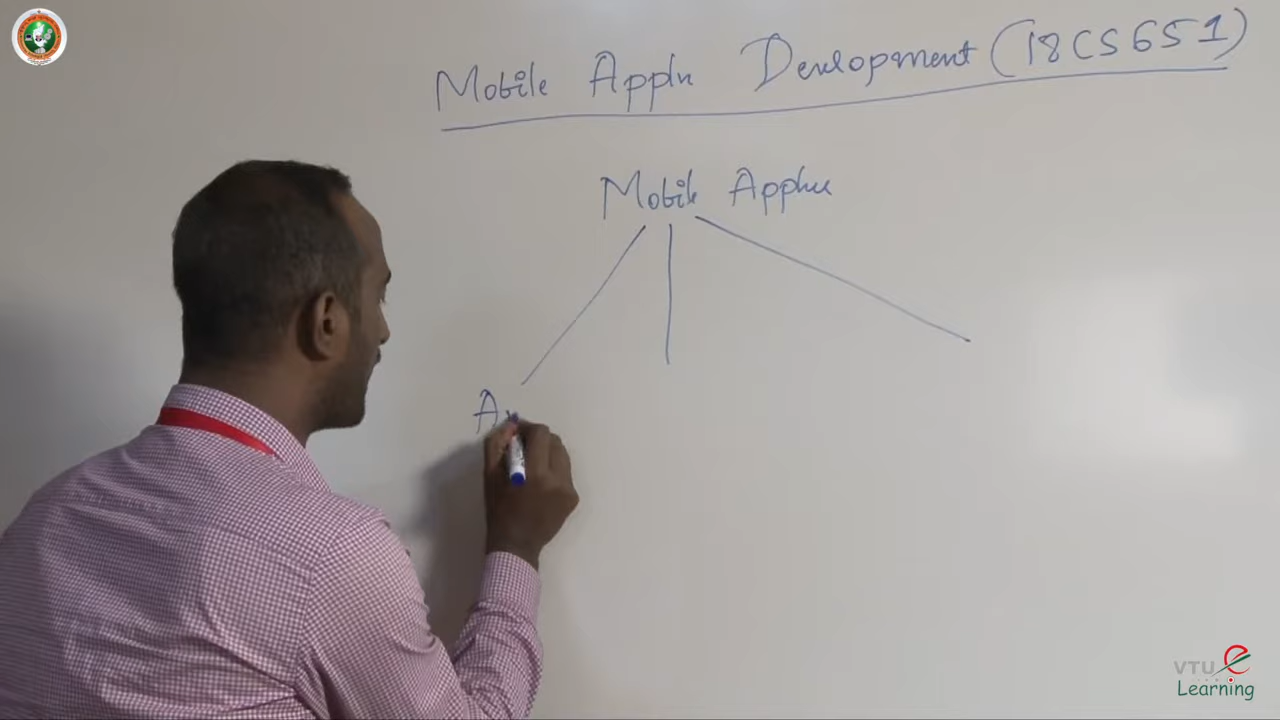 Mobile Appln Development (18CS651)
Mobile Appln
A
VTU e
Learning